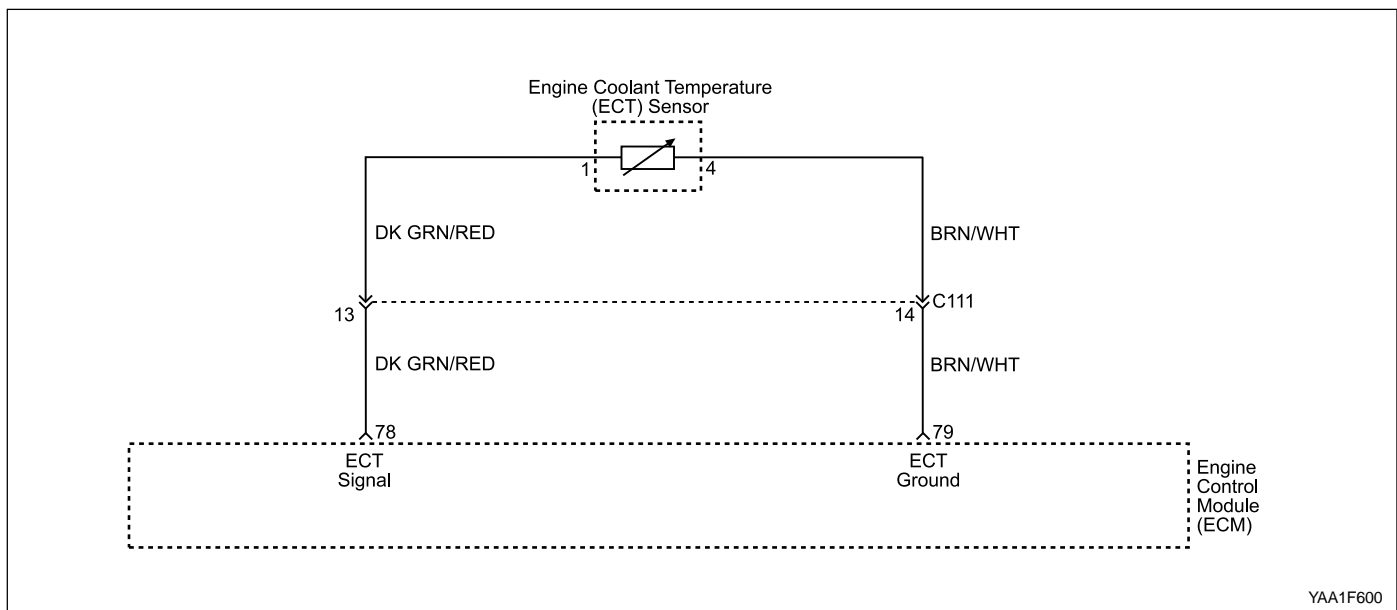 Engine Coolant Temperature
(ECT) Sensor
1
4
DK GRN/RED
BRN/WHT
13
14
C111
DK GRN/RED
BRN/WHT
78
79
ECT
Signal
ECT
Ground
Engine
Control
Module
(ECM)
YAA1F600